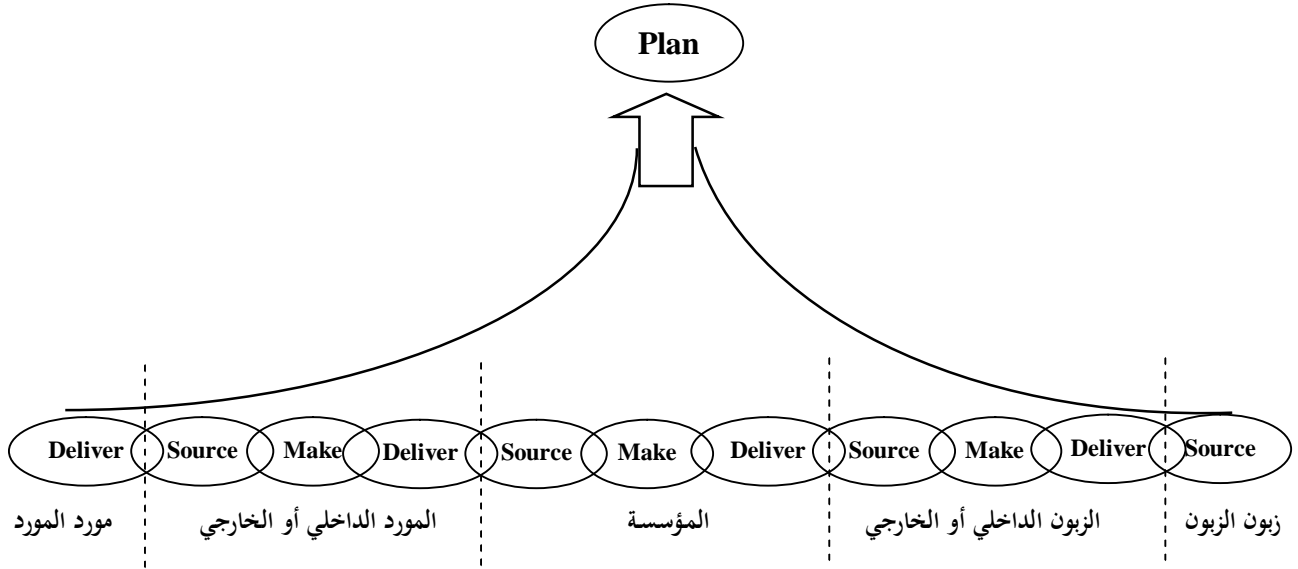 Plan
Deliver Source Make Deliver Source Make Deliver Source Make Deliver Source
مورد المورد المورد الداخلي أو الخارجي المؤسسة الزبون الداخلي أو الخارجي زبون الزبون